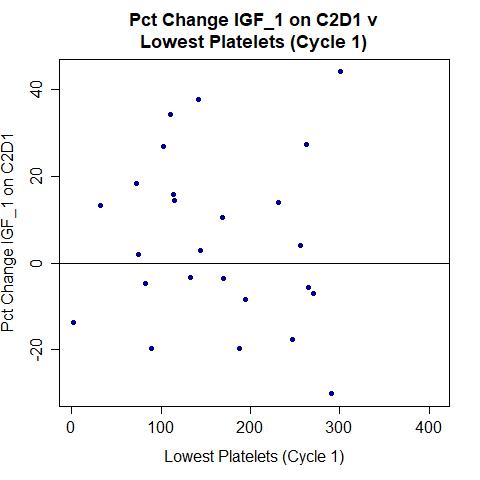 Pct Change IGF_1 on C2D1 v
Lowest Platelets (Cycle 1)
Pct Change IGF_1 on C2D1
40
20
0
-20
0 100 200 300 400
Lowest Platelets (Cycle 1)